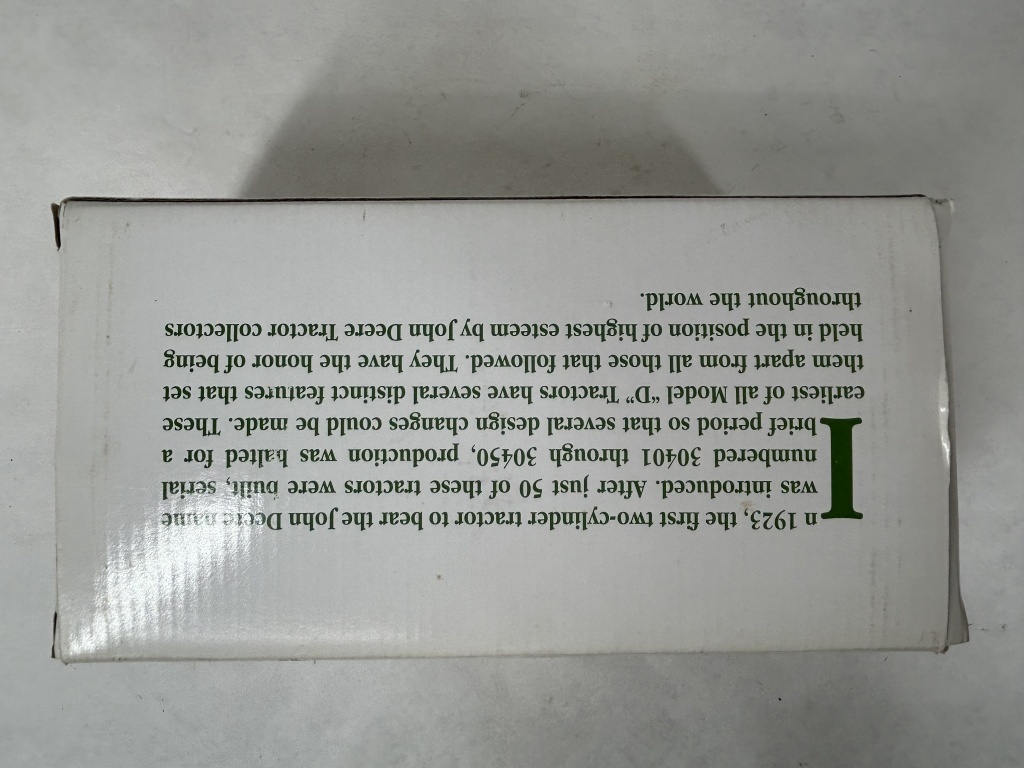 In 1923, the first two-cylinder tractor to bear the John Deere name
was introduced. After just 50 of these tractors were built, serial
numbered 30401 through 30450, production was halted for a
brief period so that several design changes could be made. These
earliest of all Model "D" Tractors have several distinct features that set
them apart from all those that followed. They have the honor of being
held in the position of highest esteem by John Deere Tractor collectors
throughout the world.